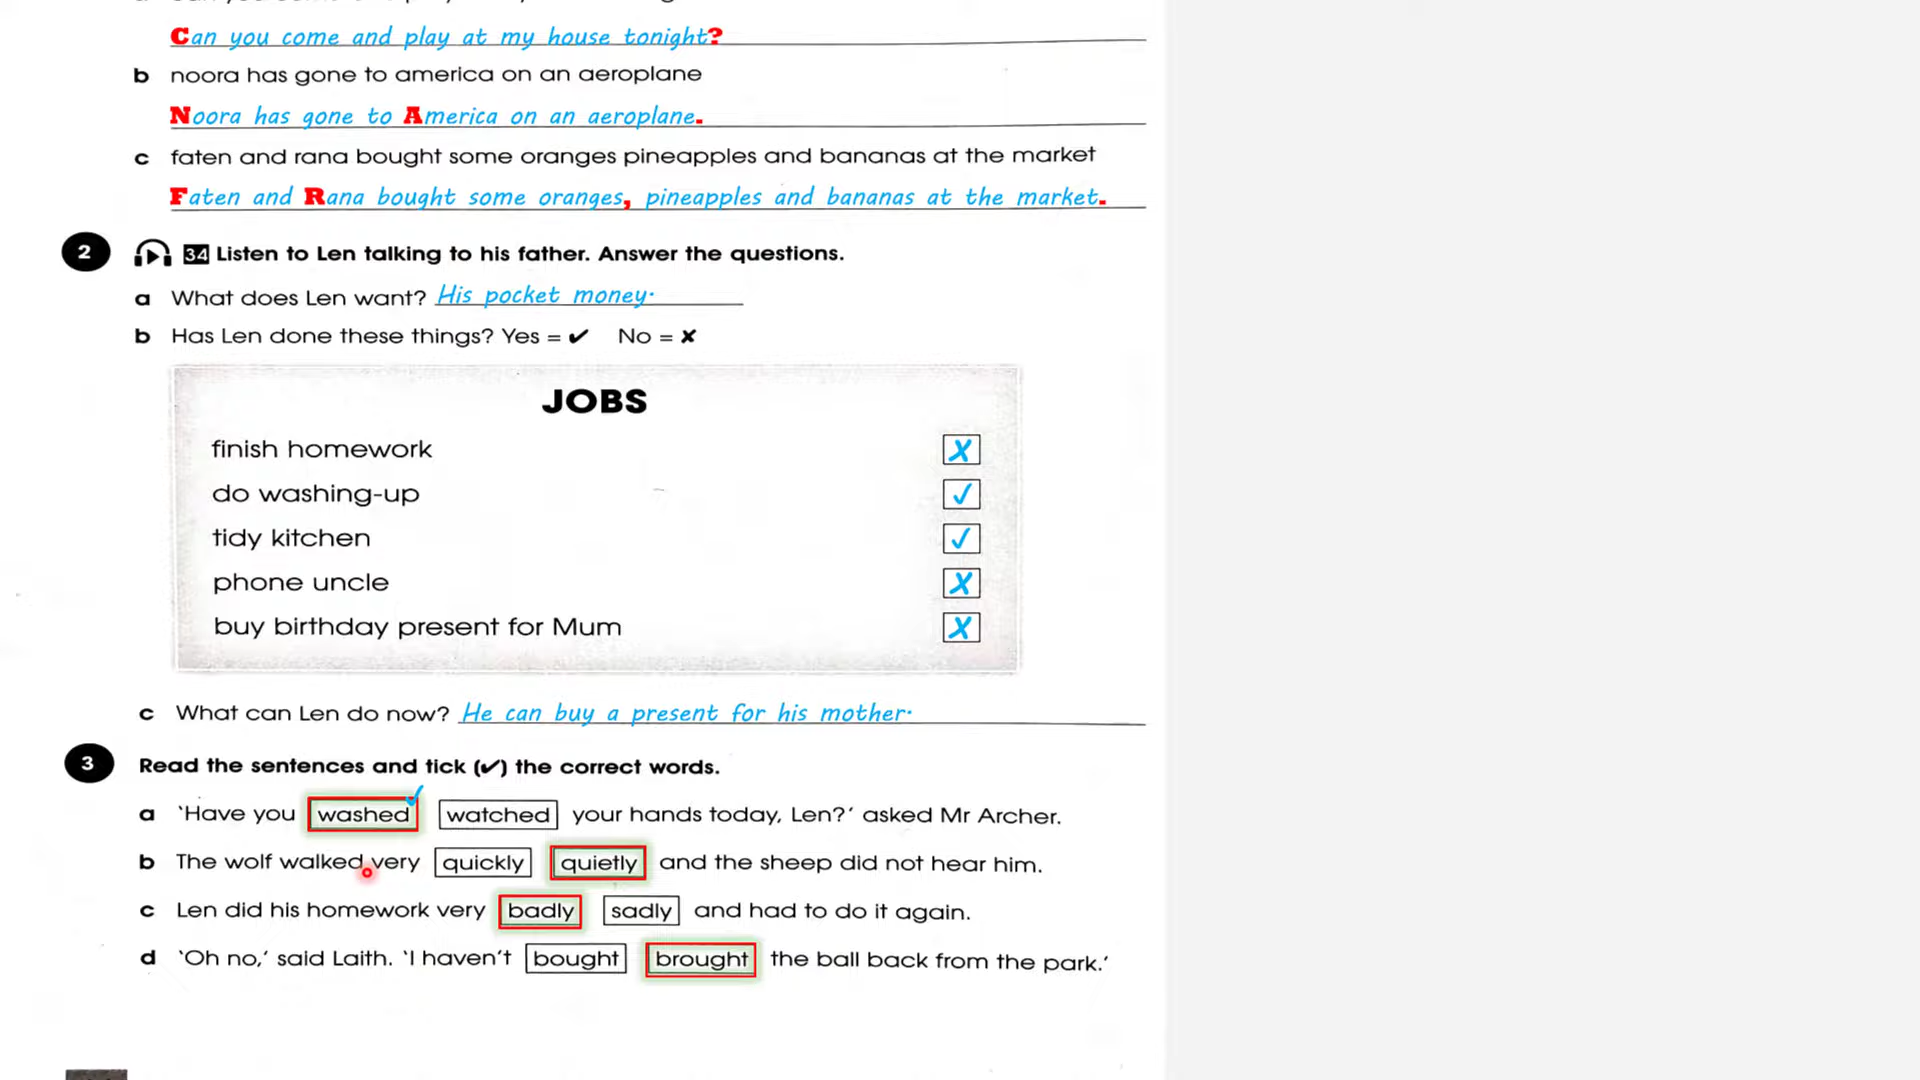 Can you come and play at my house tonight?
b noora has gone to america on an aeroplane
Noora has gone to America on an aeroplane.
c faten and rana bought some oranges pineapples and bananas at the market
Faten and Rana bought some oranges, pineapples and bananas at the market.
2 34 Listen to Len talking to his father. Answer the questions.
a What does Len want? His pocket money.
b Has Len done these things? Yes = ✔ No = ✘
JOBS
finish homework ✗
do washing-up ✓
tidy kitchen ✓
phone uncle ✗
buy birthday present for Mum ✗
c What can Len do now? He can buy a present for his mother.
3 Read the sentences and tick (✔) the correct words.
a ‘Have you washed ✓ watched your hands today, Len?’ asked Mr Archer.
b The wolf walked very quickly quietly and the sheep did not hear him.
c Len did his homework very badly sadly and had to do it again.
d ‘Oh no,’ said Laith. ‘I haven’t bought brought the ball back from the park.’